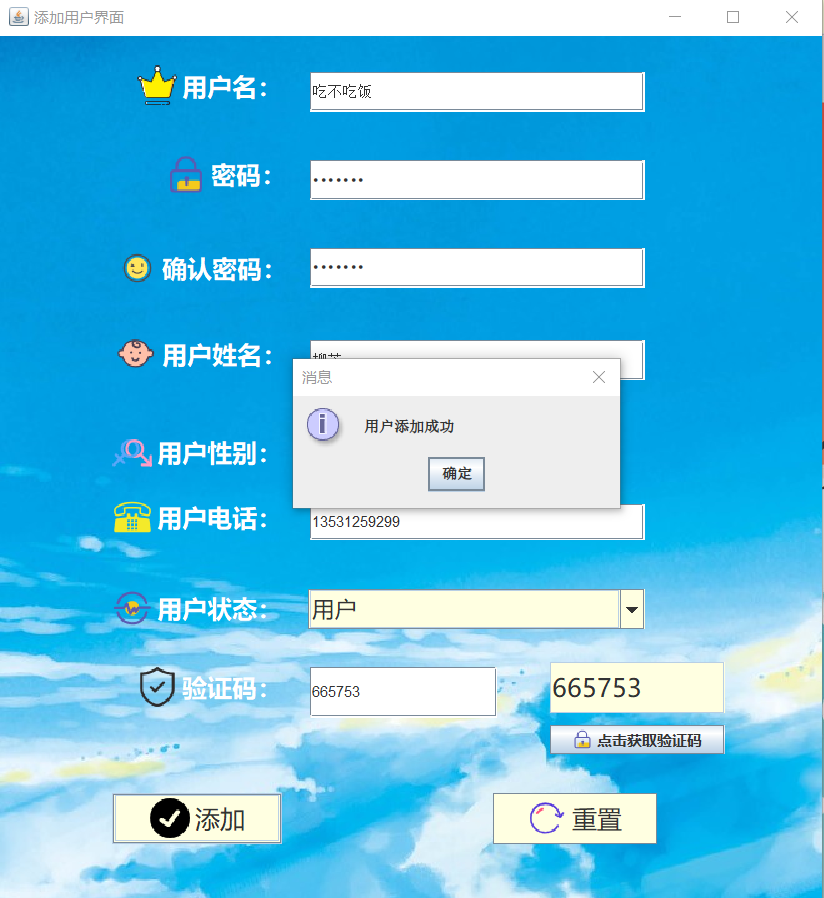 添加用户界面
用户名：
吃不吃饭
密码：
•••••••
确认密码：
•••••••
用户姓名：
消息
用户添加成功
确定
用户性别：
用户电话：
13531259299
用户状态：
用户
验证码：
665753
665753
点击获取验证码
添加
重置